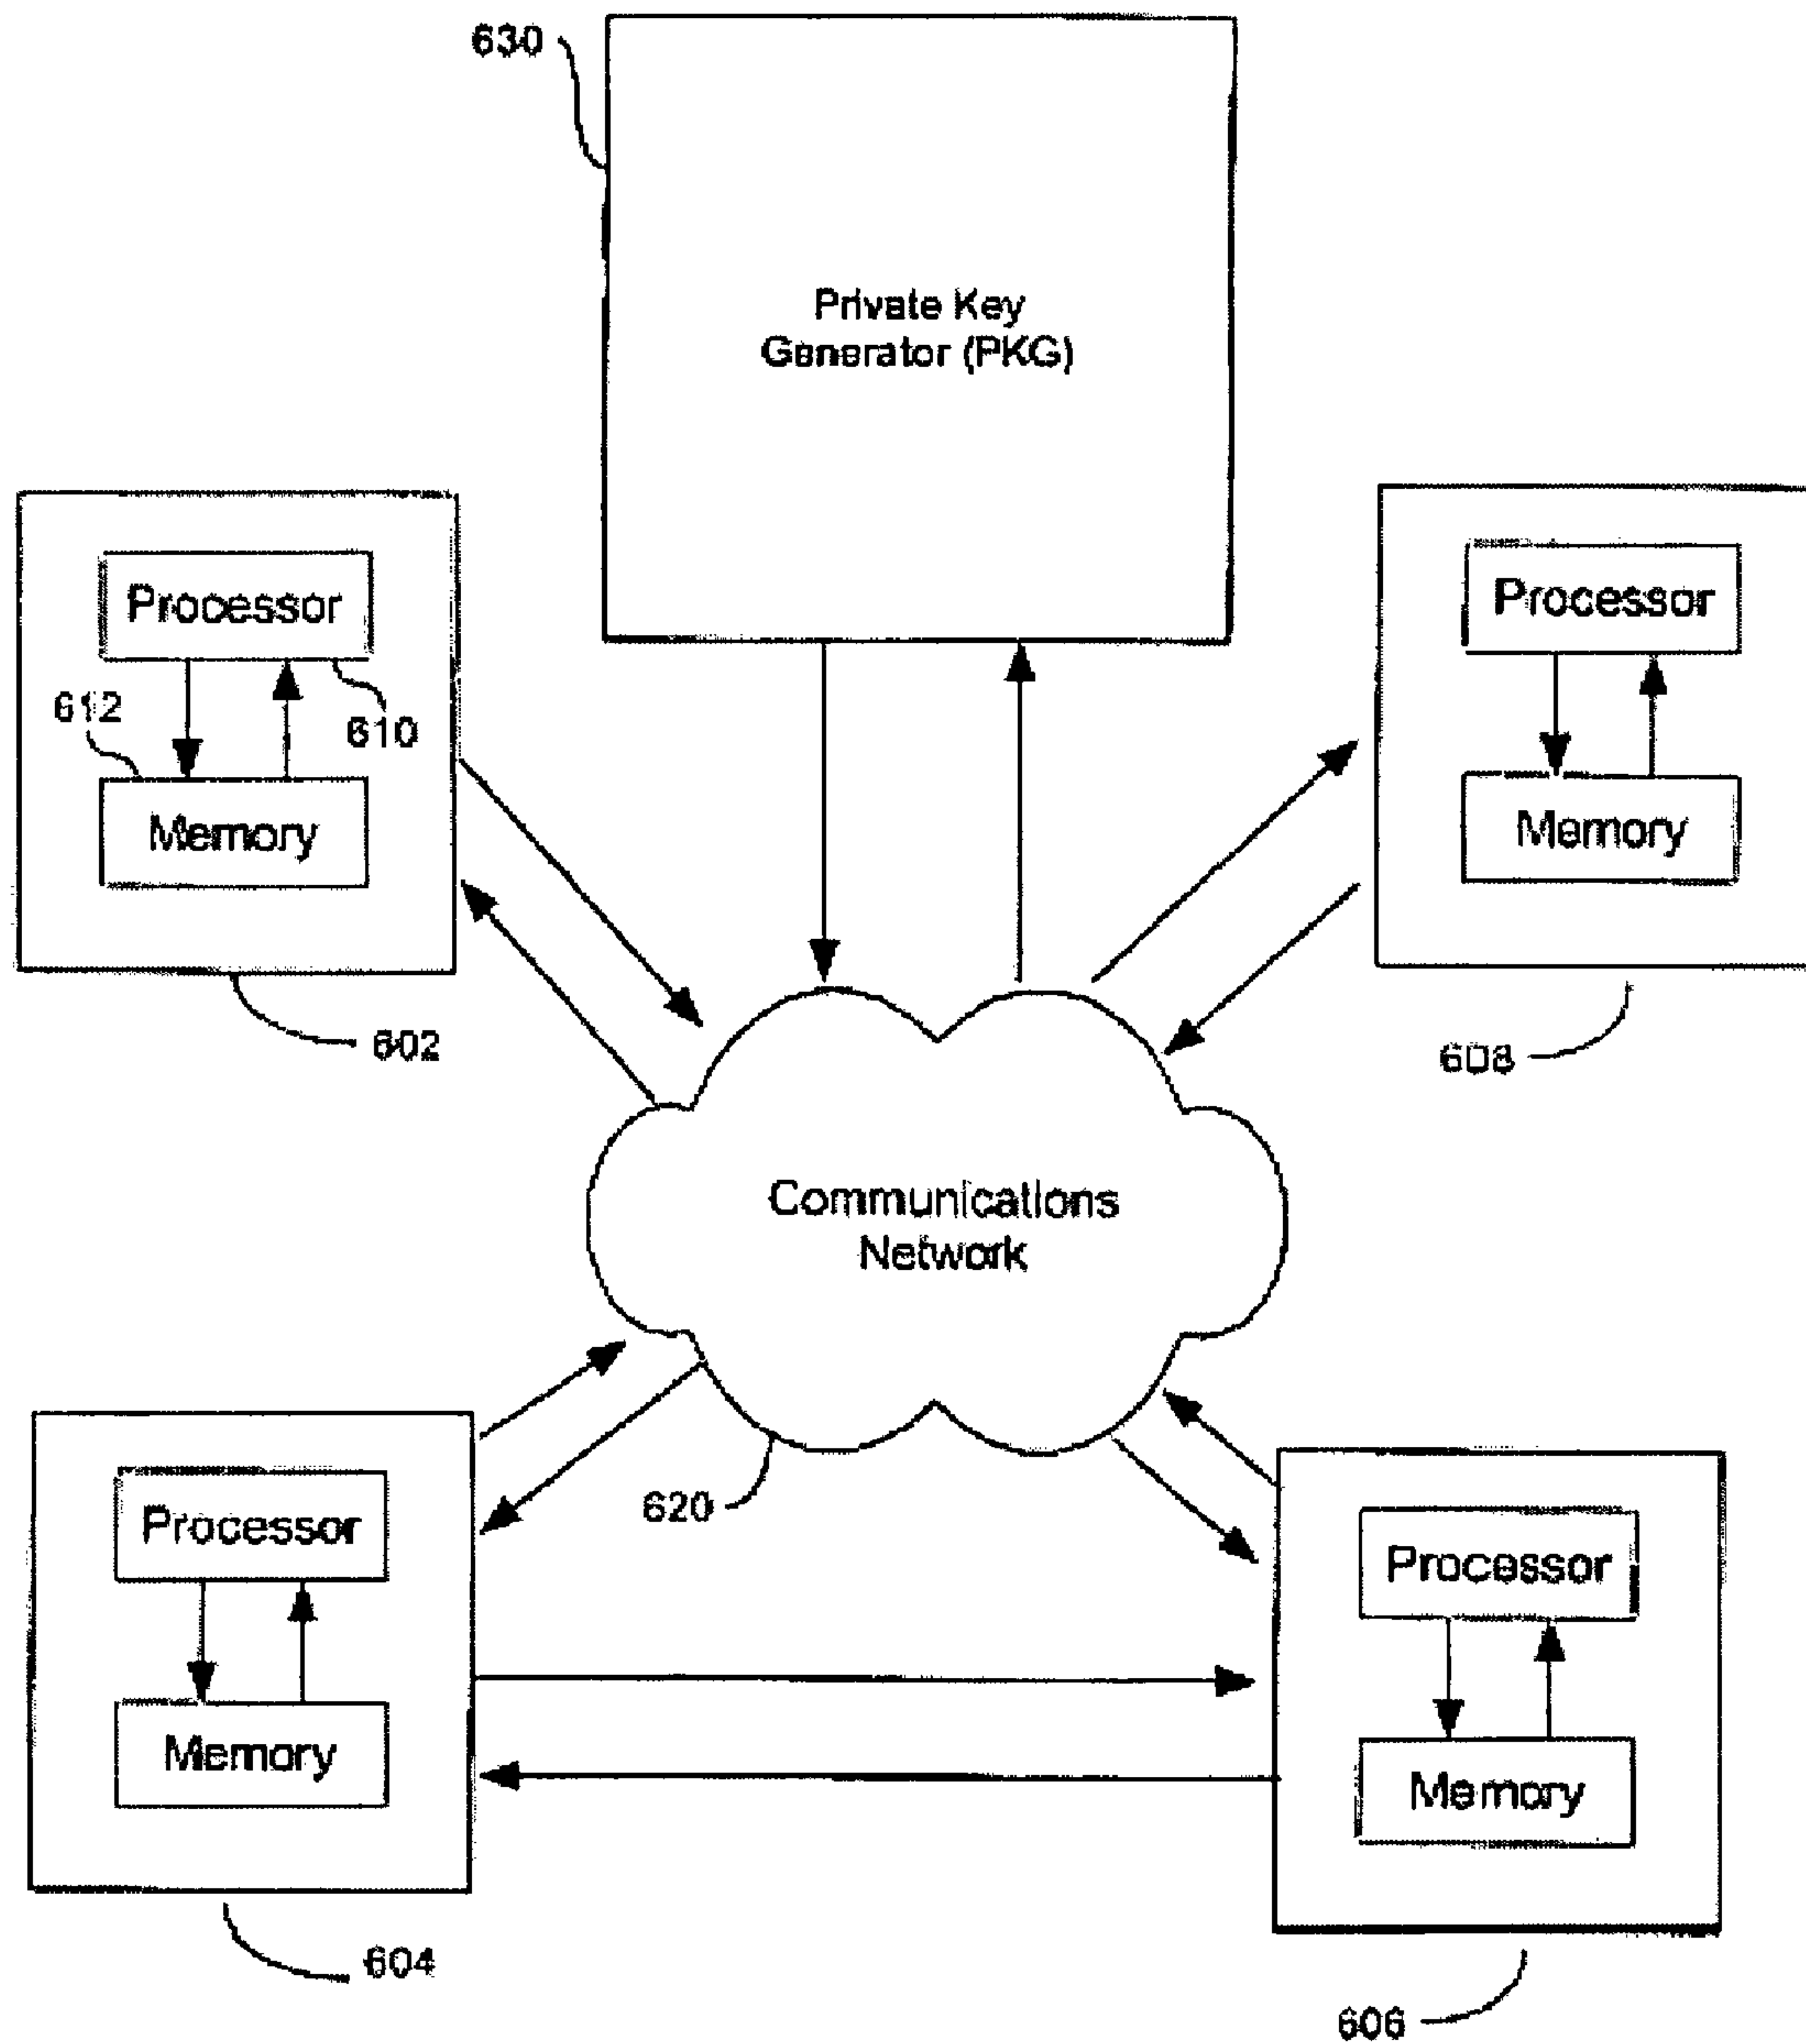 630
Private Key
Generator (PKG)
Processor
612
610
Memory
602
Processor
Memory
608
Communications
Network
620
Processor
Memory
604
Processor
Memory
606